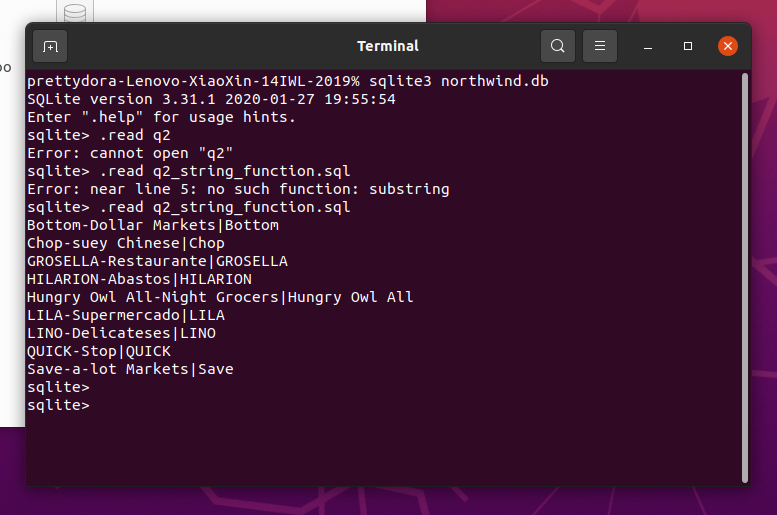 oo
Terminal
prettydora-Lenovo-XiaoXin-14IWL-2019% sqlite3 northwind.db
SQLite version 3.31.1 2020-01-27 19:55:54
Enter ".help" for usage hints.
sqlite> .read q2
Error: cannot open "q2"
sqlite> .read q2_string_function.sql
Error: near line 5: no such function: substring
sqlite> .read q2_string_function.sql
Bottom-Dollar Markets|Bottom
Chop-suey Chinese|Chop
GROSELLA-Restaurante|GROSELLA
HILARION-Abastos|HILARION
Hungry Owl All-Night Grocers|Hungry Owl All
LILA-Supermercado|LILA
LINO-Delicateses|LINO
QUICK-Stop|QUICK
Save-a-lot Markets|Save
sqlite>
sqlite>